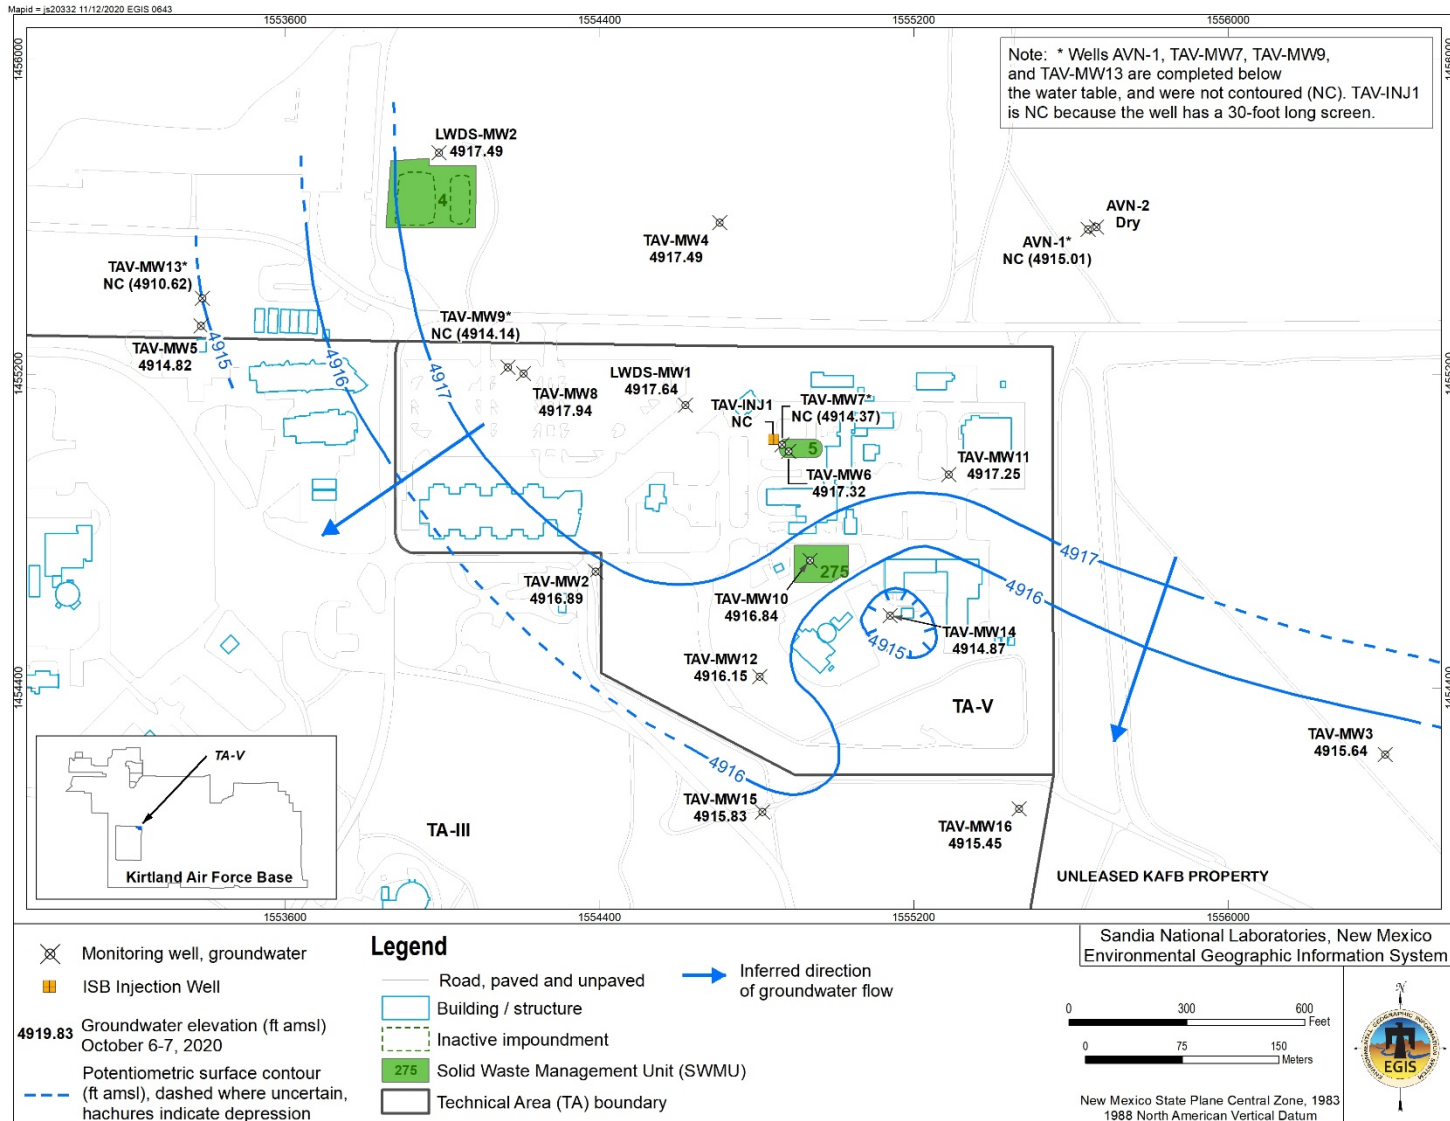 Mapid = js20332 11/12/2020 EGIS 0643
1553600
1554400
1555200
1556000
1456000
1456000
Note: * Wells AVN-1, TAV-MW7, TAV-MW9,
and TAV-MW13 are completed below
the water table, and were not contoured (NC). TAV-INJ1
is NC because the well has a 30-foot long screen.
LWDS-MW2
4917.49
4
TAV-MW4
4917.49
AVN-2
Dry
AVN-1*
NC (4915.01)
TAV-MW13*
NC (4910.62)
TAV-MW9*
NC (4914.14)
TAV-MW5
4914.82
4915
4916
4917
1455200
1455200
TAV-MW8
4917.94
LWDS-MW1
4917.64
TAV-INJ1
NC
TAV-MW7*
NC (4914.37)
5
TAV-MW6
4917.32
TAV-MW11
4917.25
4917
4916
TAV-MW2
4916.89
275
TAV-MW10
4916.84
TAV-MW14
4914.87
4915
TAV-MW12
4916.15
1454400
1454400
TA-V
TAV-MW3
4915.64
4916
TAV-MW15
4915.83
TAV-MW16
4915.45
TA-III
TA-V
Kirtland Air Force Base
UNLEASED KAFB PROPERTY
1553600
1554400
1555200
1556000
Legend
Monitoring well, groundwater
ISB Injection Well
4919.83
Groundwater elevation (ft amsl)
October 6-7, 2020
Potentiometric surface contour
(ft amsl), dashed where uncertain,
hachures indicate depression
Road, paved and unpaved
Building / structure
Inactive impoundment
275
Solid Waste Management Unit (SWMU)
Technical Area (TA) boundary
Inferred direction
of groundwater flow
Sandia National Laboratories, New Mexico
Environmental Geographic Information System
0 300 600
Feet
0 75 150
Meters
New Mexico State Plane Central Zone, 1983
1988 North American Vertical Datum
N
ENVIRONMENTAL GEOGRAPHIC INFORMATION SYSTEM
EGIS